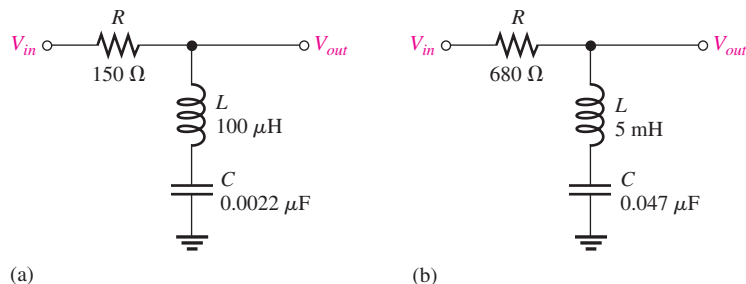 R
V_in
V_out
150 Ω
L
100 μH
C
0.0022 μF
(a)
R
V_in
V_out
680 Ω
L
5 mH
C
0.047 μF
(b)